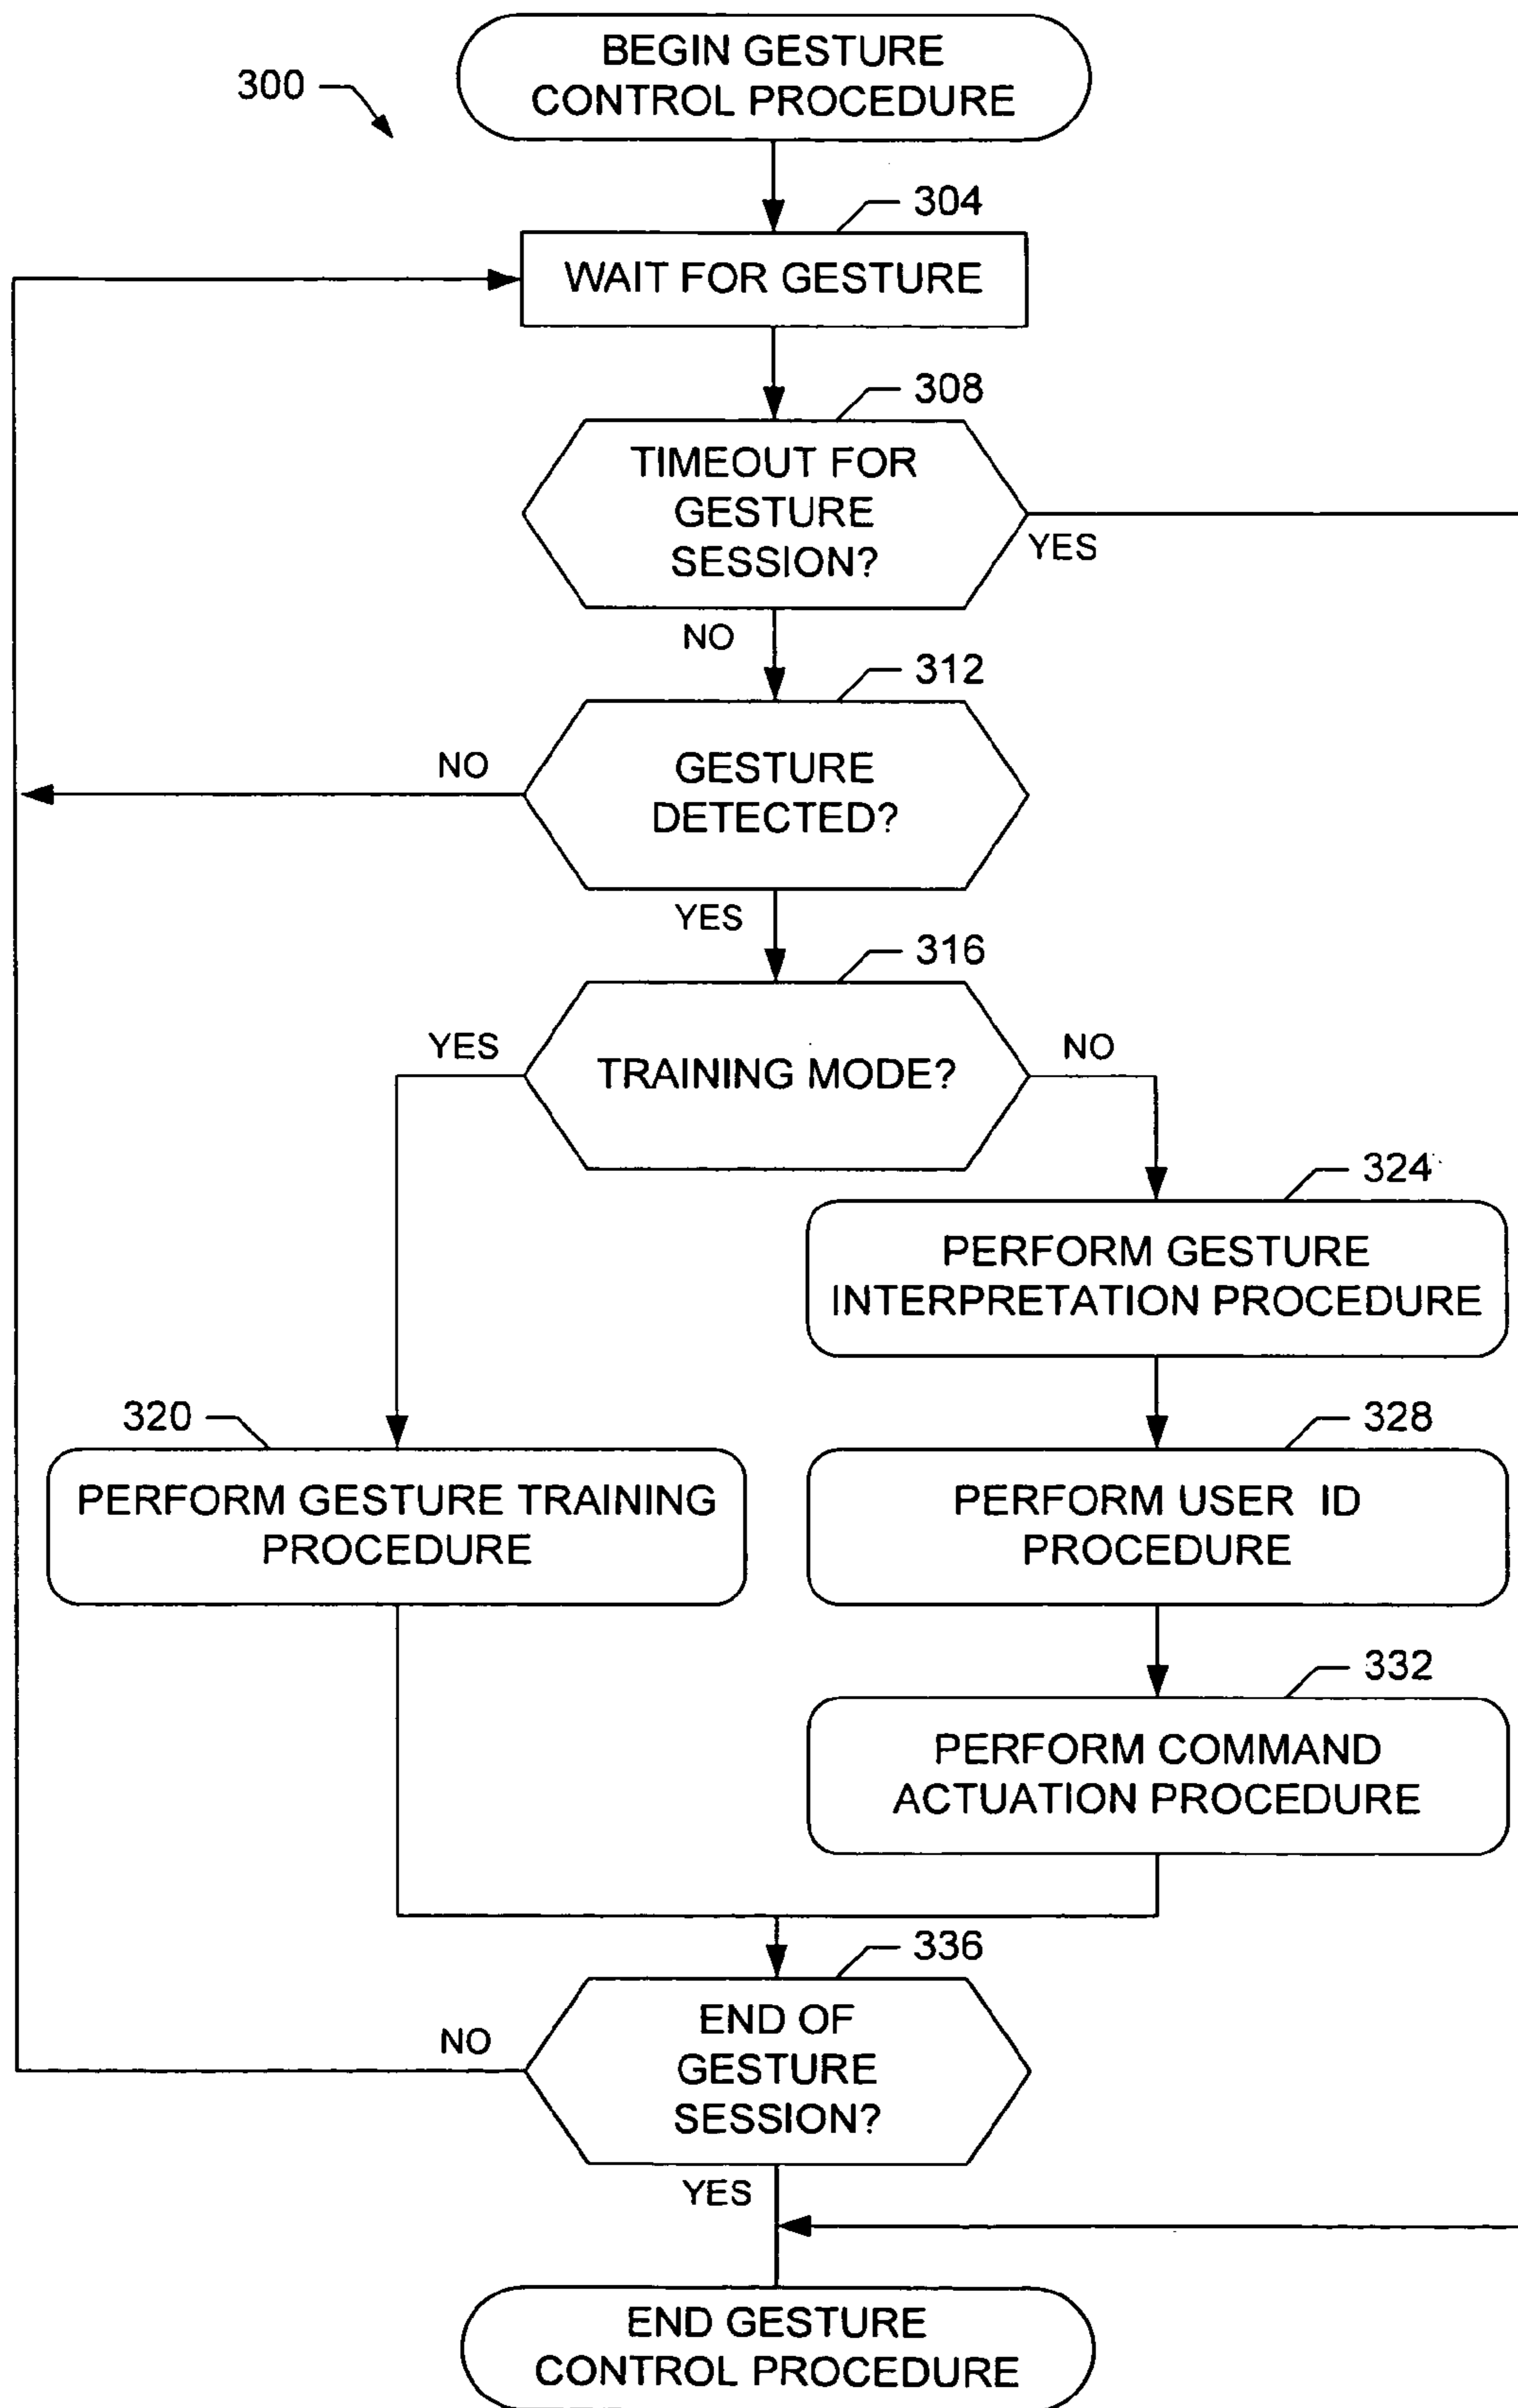 BEGIN GESTURE
CONTROL PROCEDURE
300
304
WAIT FOR GESTURE
308
TIMEOUT FOR
GESTURE
SESSION?
YES
NO
312
NO
GESTURE
DETECTED?
YES
316
YES
TRAINING MODE?
NO
324
PERFORM GESTURE
INTERPRETATION PROCEDURE
320
PERFORM GESTURE TRAINING
PROCEDURE
328
PERFORM USER ID
PROCEDURE
332
PERFORM COMMAND
ACTUATION PROCEDURE
336
NO
END OF
GESTURE
SESSION?
YES
END GESTURE
CONTROL PROCEDURE